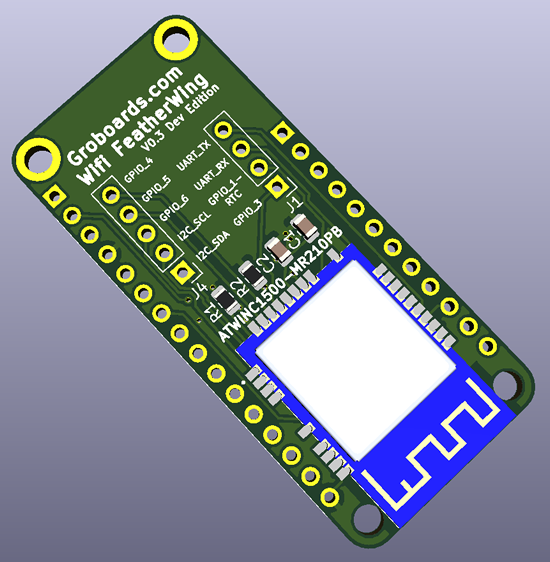 Groboards.com
Wifi FeatherWing
V0.3 Dev Edition
GPIO_4
GPIO_5
GPIO_6
I2C_SCL
I2C_SDA
UART_TX
UART_RX
GPIO_1-
RTC
GPIO_3
J1
J4
C1
C2
R2
R1
ATWINC1500-MR210PB